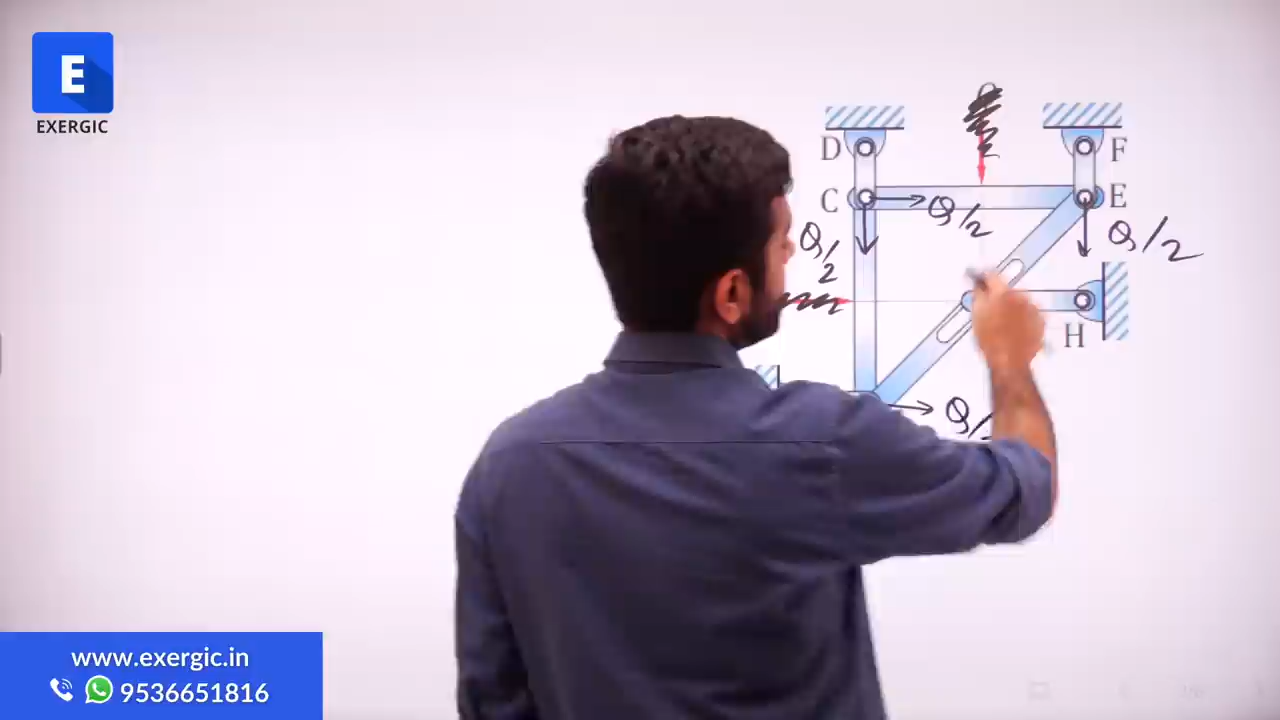 E
EXERGIC
D
F
C
E
Q/2
Q/2
Q/2
H
www.exergic.in
9536651816